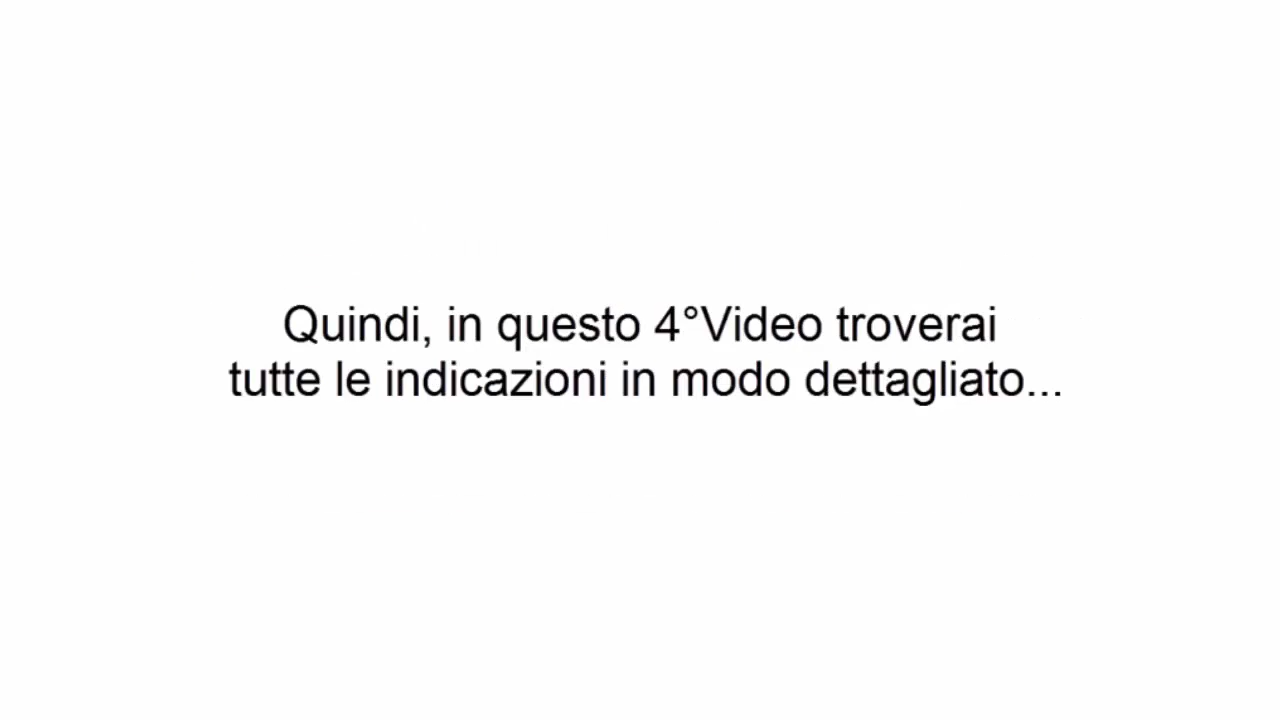 Quindi, in questo 4°Video troverai
tutte le indicazioni in modo dettagliato...